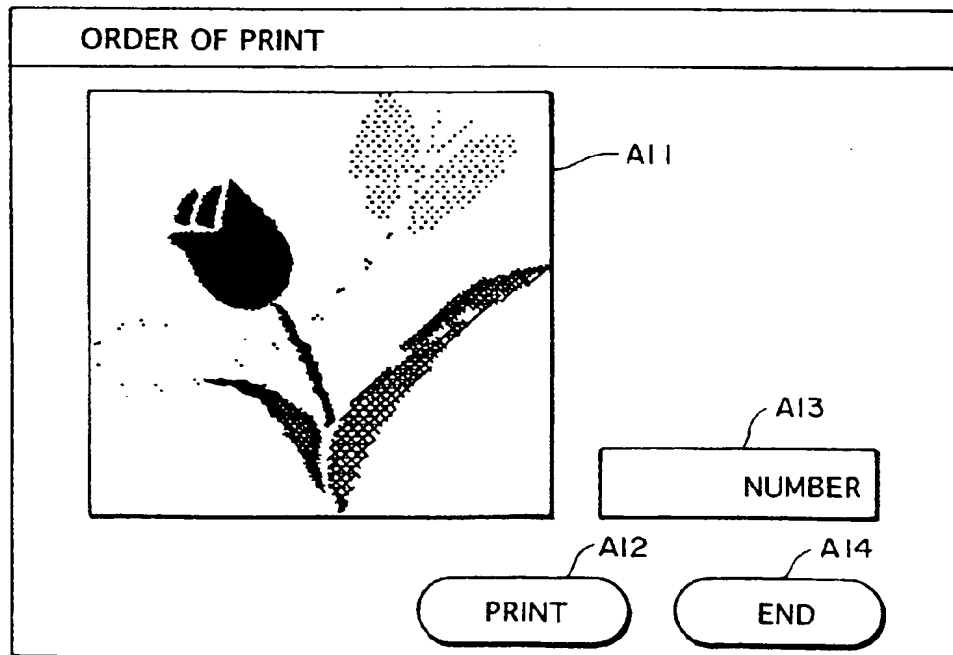 ORDER OF PRINT
A11
A13
NUMBER
A12
A14
PRINT
END